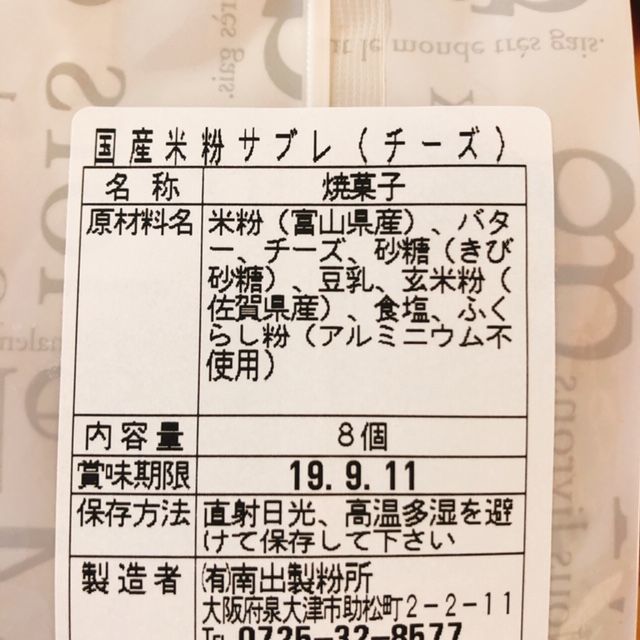 国産米粉サブレ(チーズ)
名称 焼菓子
原材料名 米粉(富山県産)、バタ
ー、チーズ、砂糖(きび
砂糖)、豆乳、玄米粉(
佐賀県産)、食塩、ふく
らし粉(アルミニウム不
使用)
内容量 8個
賞味期限 19.9.11
保存方法 直射日光、高温多湿を避
けて保存して下さい
製造者 ㈲南出製粉所
大阪府泉大津市助松町2-2-11
℡ 0725-32-8577